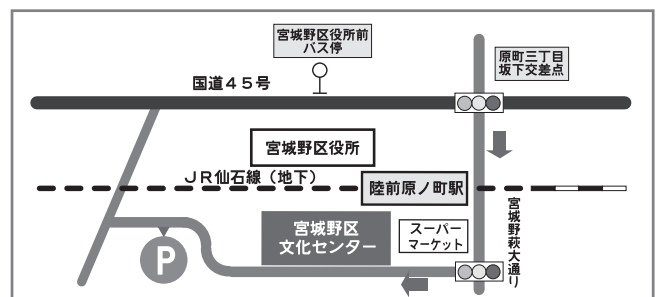 宮城野区役所前
バス停
原町三丁目
坂下交差点
国道45号
宮城野区役所
JR仙石線（地下）
陸前原ノ町駅
宮城野区
文化センター
スーパー
マーケット
宮城野萩大通り
P